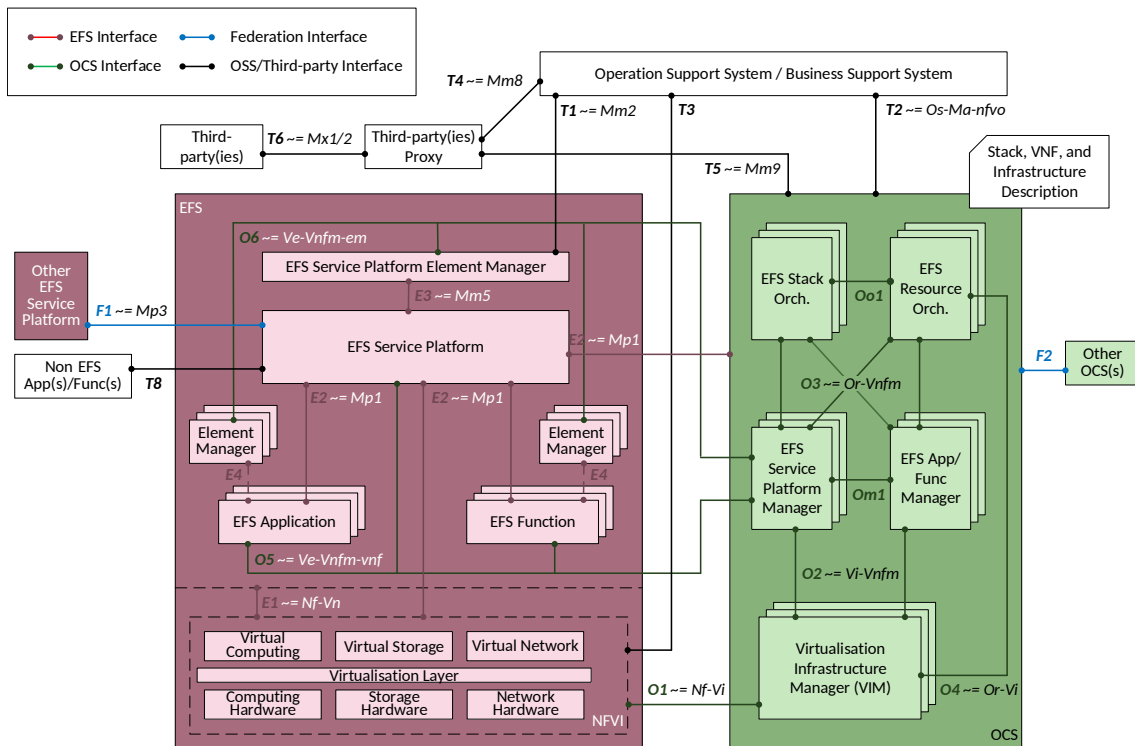 EFS Interface
Federation Interface
OCS Interface
OSS/Third-party Interface
Operation Support System / Business Support System
T4 ~= Mm8
T1 ~= Mm2
T3
T2 ~= Os-Ma-nfvo
Third-
party(ies)
T6 ~= Mx1/2
Third-party(ies)
Proxy
T5 ~= Mm9
Stack, VNF, and
Infrastructure
Description
EFS
O6 ~= Ve-Vnfm-em
EFS Service Platform Element Manager
E3 ~= Mm5
Other
EFS
Service
Platform
F1 ~= Mp3
EFS Service Platform
E2 ~= Mp1
Non EFS
App(s)/Func(s)
T8
E2 ~= Mp1
E2 ~= Mp1
Element
Manager
Element
Manager
E4
E4
EFS Application
EFS Function
O5 ~= Ve-Vnfm-vnf
E1 ~= Nf-Vn
Virtual
Computing
Virtual Storage
Virtual Network
Virtualisation Layer
Computing
Hardware
Storage
Hardware
Network
Hardware
NFVI
O1 ~= Nf-Vi
EFS Stack
Orch.
Oo1
EFS
Resource
Orch.
O3 ~= Or-Vnfm
F2
Other
OCS(s)
EFS
Service
Platform
Manager
Om1
EFS App/
Func
Manager
O2 ~= Vi-Vnfm
Virtualisation
Infrastructure
Manager (VIM)
O4 ~= Or-Vi
OCS